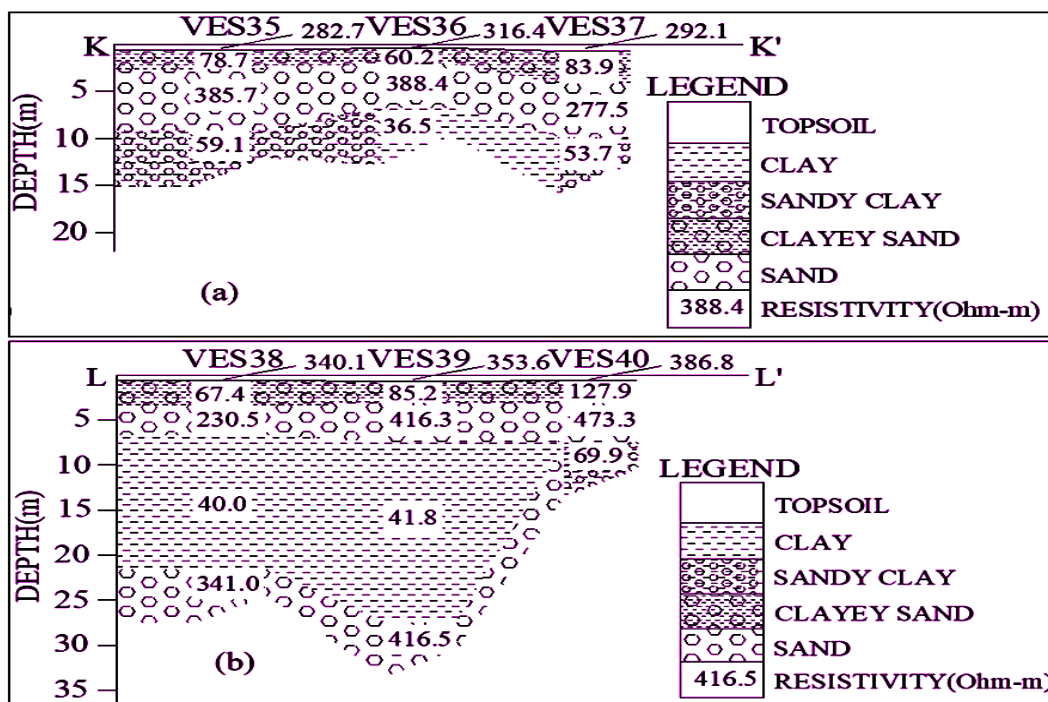 VES35 282.7 VES36 316.4 VES37 292.1
K K'
78.7 60.2 83.9
385.7 388.4 277.5
59.1 36.5 53.7
DEPTH(m)
5
10
15
20
(a)
LEGEND
TOPSOIL
CLAY
SANDY CLAY
CLAYEY SAND
SAND
388.4 RESISTIVITY(Ohm-m)
VES38 340.1 VES39 353.6 VES40 386.8
L L'
67.4 85.2 127.9
230.5 416.3 473.3
69.9
40.0 41.8
341.0
416.5
DEPTH(m)
5
10
15
20
25
30
35
(b)
LEGEND
TOPSOIL
CLAY
SANDY CLAY
CLAYEY SAND
SAND
416.5 RESISTIVITY(Ohm-m)